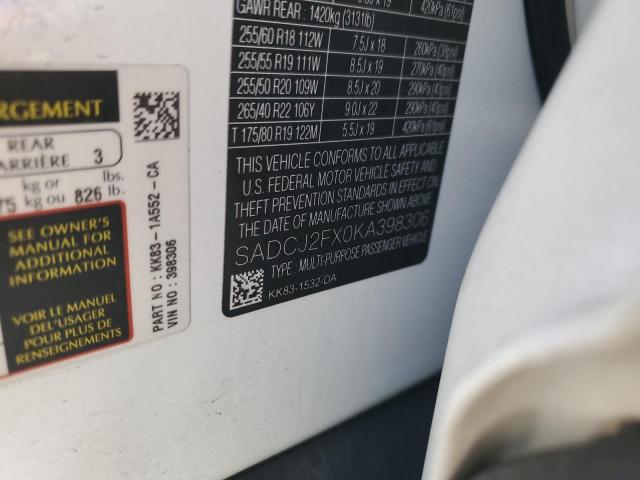 GAWR REAR : 1420kg (3131lb)
420kPa (61psi)
255/60 R18 112W 7.5J x 18 260kPa (38psi)
255/55 R19 111W 8.5J x 19 270kPa (40psi)
255/50 R20 109W 8.5J x 20 290kPa
265/40 R22 106Y 9.0J x 22 290kPa
T 175/80 R19 122M 5.5J x 19 420kPa (61psi)
THIS VEHICLE CONFORMS TO ALL APPLICABLE
U.S. FEDERAL MOTOR VEHICLE SAFETY AND
THEFT PREVENTION STANDARDS IN EFFECT ON
THE DATE OF MANUFACTURE SHOWN ABOVE
SADCJ2FX0KA398306
TYPE : MULTI-PURPOSE PASSENGER VEHICLE
KK83-1532-DA
RGEMENT
REAR
ARRIÈRE 3
kg or lbs.
75 kg ou 826 lb.
SEE OWNER'S
MANUAL FOR
ADDITIONAL
INFORMATION
VOIR LE MANUEL
DE L'USAGER
POUR PLUS DE
RENSEIGNEMENTS
PART NO : KK83-1A552-CA
VIN NO : 398306